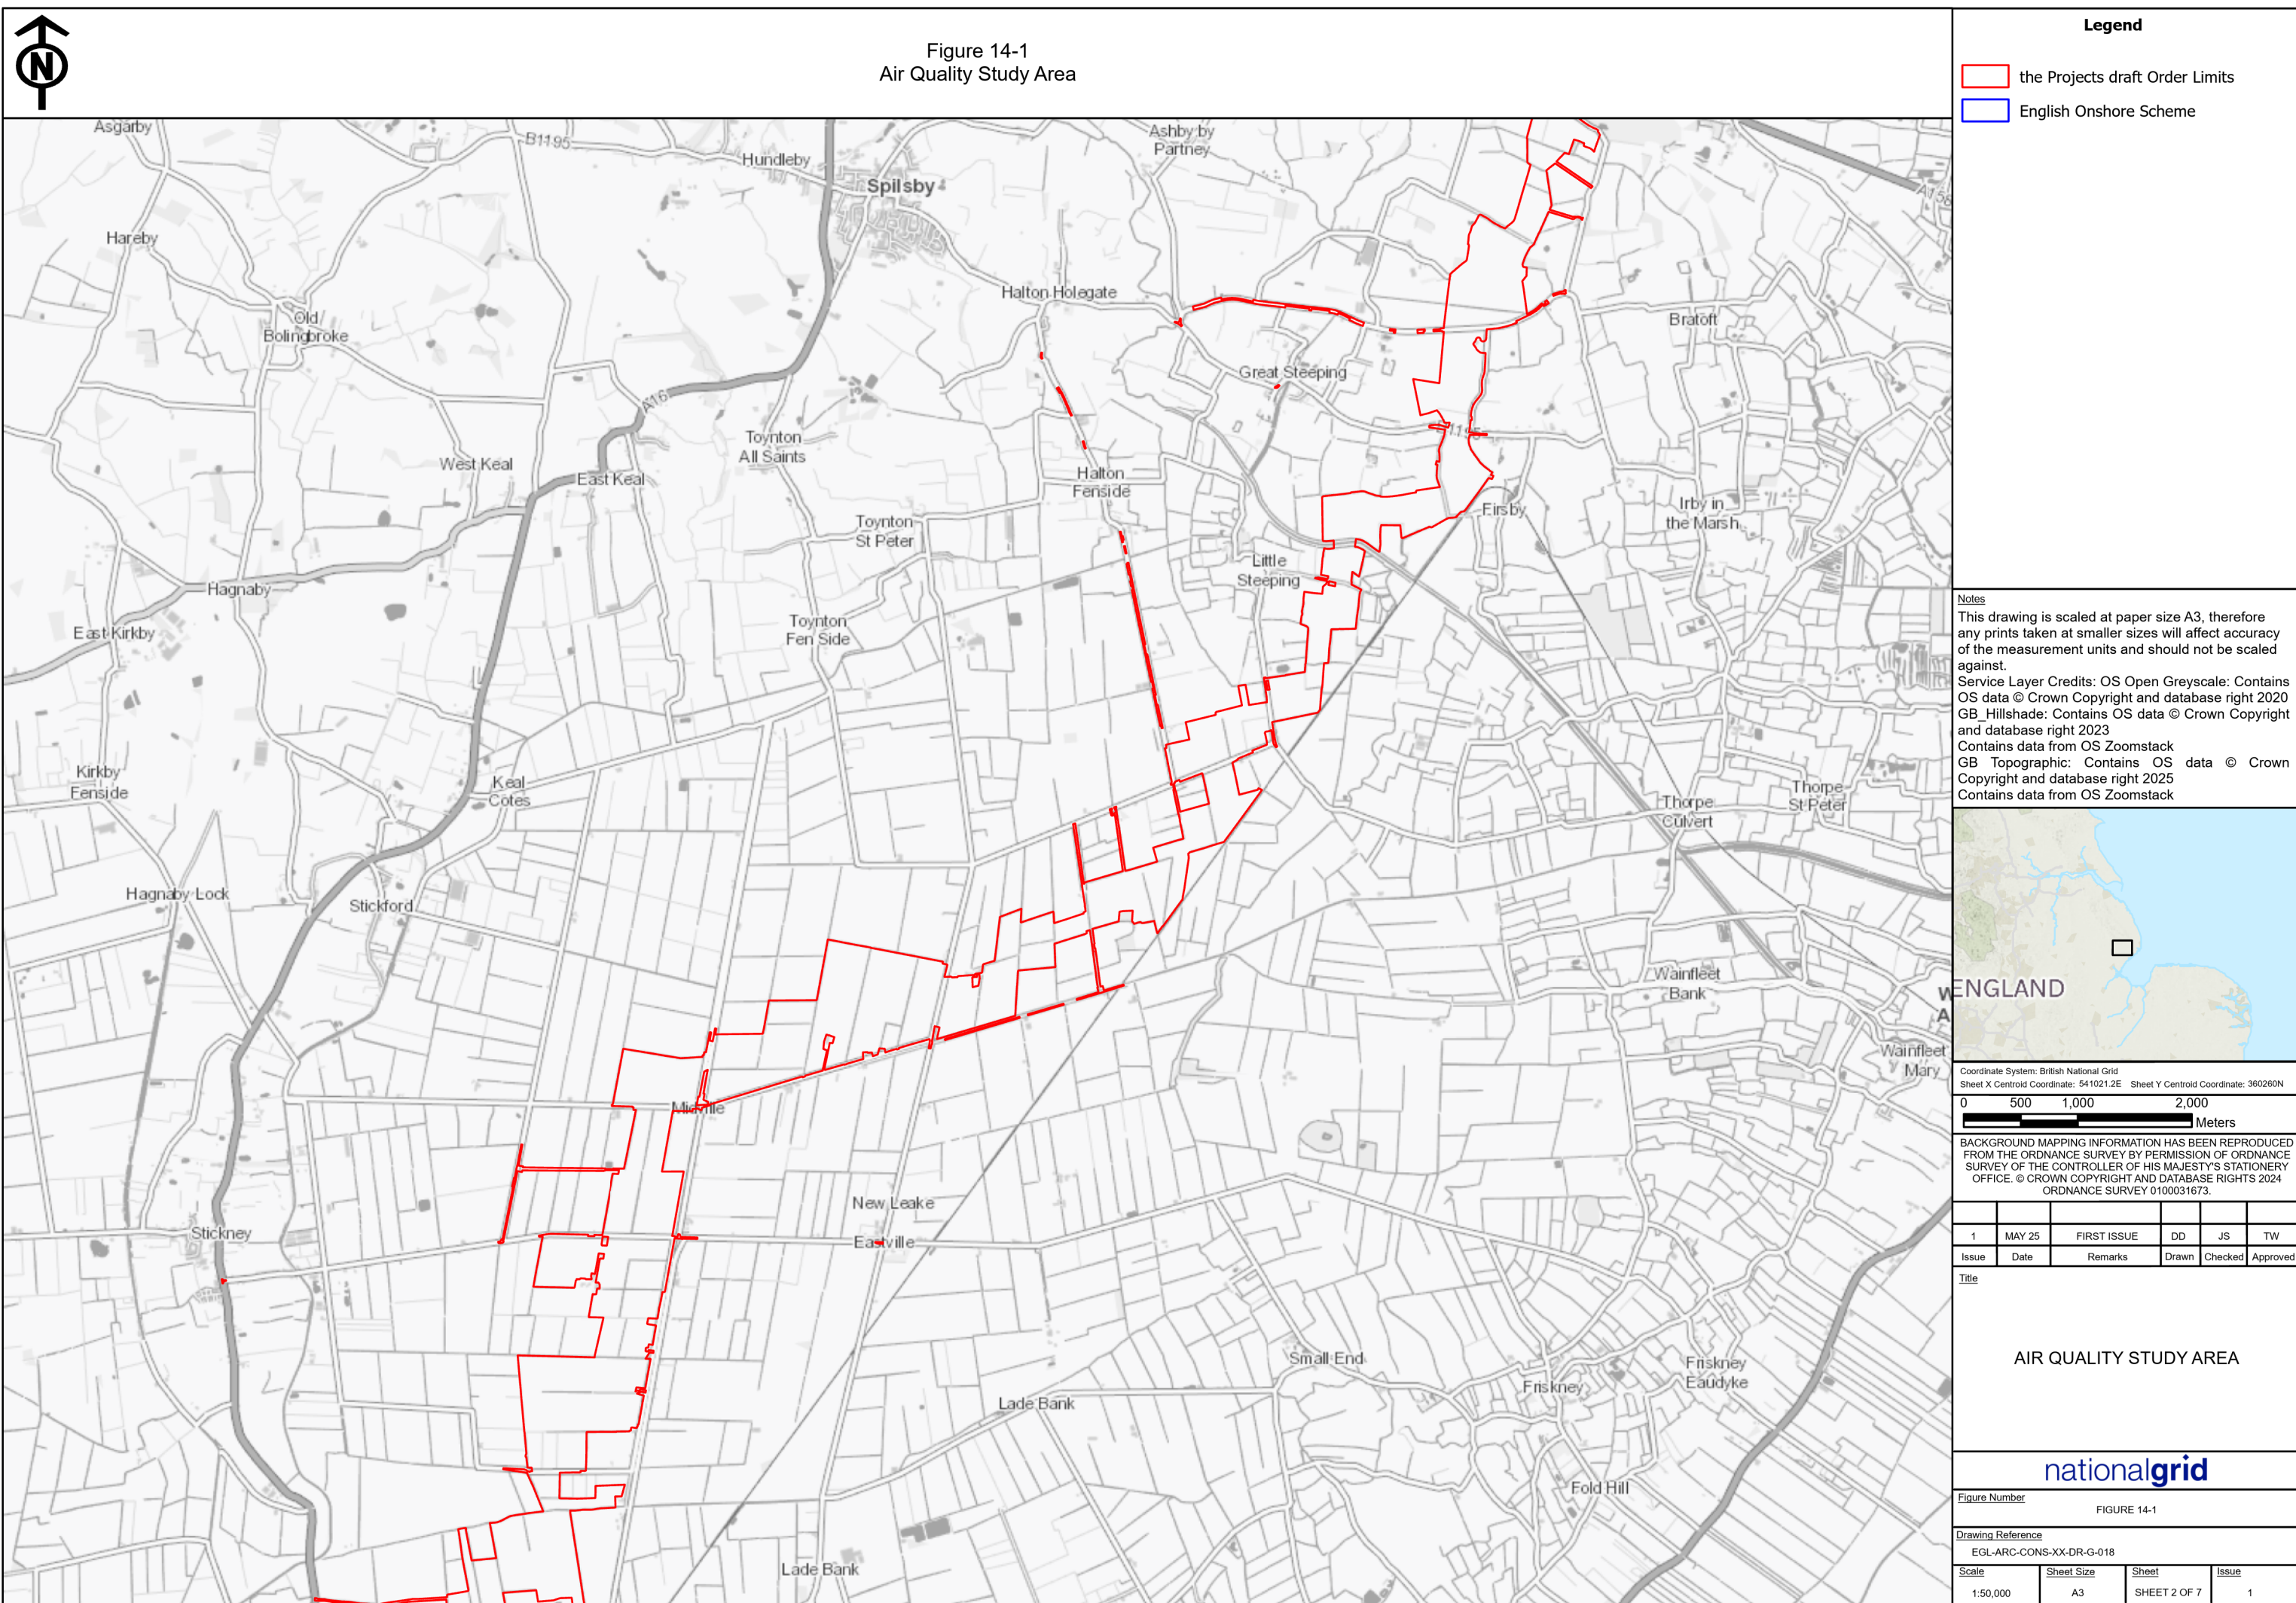 N
Figure 14-1
Air Quality Study Area
Asgarby
B1195
Hundleby
Spilsby
Ashby by
Partney
A158
Hareby
Halton Holegate
Old
Bolingbroke
Bratoft
Great Steeping
A16
Toynton
All Saints
West Keal
East Keal
Halton
Fenside
Toynton
St Peter
Firsby
Irby in
the Marsh
Little
Steeping
Hagnaby
East Kirkby
Toynton
Fen Side
Kirkby
Fenside
Keal
Cotes
Thorpe
Culvert
Thorpe
St Peter
Hagnaby Lock
Stickford
Wainfleet
Bank
Wainfleet
Mary
Midville
New Leake
Stickney
Eastville
Small End
Friskney
Eaudyke
Friskney
Lade Bank
Fold Hill
Lade Bank
Legend
the Projects draft Order Limits
English Onshore Scheme
Notes
This drawing is scaled at paper size A3, therefore
any prints taken at smaller sizes will affect accuracy
of the measurement units and should not be scaled
against.
Service Layer Credits: OS Open Greyscale: Contains
OS data © Crown Copyright and database right 2020
GB_Hillshade: Contains OS data © Crown Copyright
and database right 2023
Contains data from OS Zoomstack
GB Topographic: Contains OS data © Crown
Copyright and database right 2025
Contains data from OS Zoomstack
ENGLAND
Coordinate System: British National Grid
Sheet X Centroid Coordinate: 541021.2E Sheet Y Centroid Coordinate: 360260N
0 500 1,000 2,000
Meters
BACKGROUND MAPPING INFORMATION HAS BEEN REPRODUCED
FROM THE ORDNANCE SURVEY BY PERMISSION OF ORDNANCE
SURVEY OF THE CONTROLLER OF HIS MAJESTY'S STATIONERY
OFFICE. © CROWN COPYRIGHT AND DATABASE RIGHTS 2024
ORDNANCE SURVEY 0100031673.
1 MAY 25 FIRST ISSUE DD JS TW
Issue Date Remarks Drawn Checked Approved
Title
AIR QUALITY STUDY AREA
nationalgrid
Figure Number
FIGURE 14-1
Drawing Reference
EGL-ARC-CONS-XX-DR-G-018
Scale Sheet Size Sheet Issue
1:50,000 A3 SHEET 2 OF 7 1